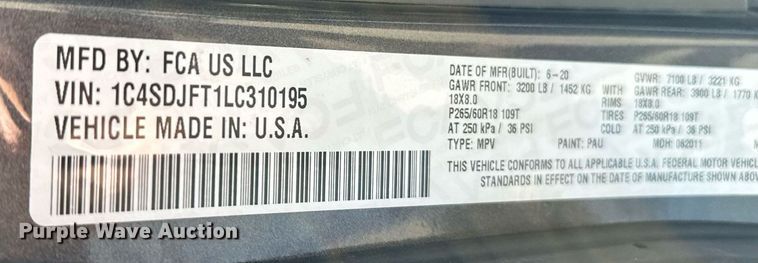 MFD BY: FCA US LLC
VIN: 1C4SDJFT1LC310195
VEHICLE MADE IN: U.S.A.
DATE OF MFR(BUILT): 6-20 GVWR: 7100 LB / 3221 KG
GAWR FRONT: 3200 LB / 1452 KG WITH GAWR REAR: 3900 LB / 1770
18X8.0 RIMS 18X8.0
P265/60R18 109T TIRES P265/60R18 109T
AT 250 kPa / 36 PSI AT 250 kPa / 36 PSI
TYPE: MPV PAINT: PAU MDH: 062011
THIS VEHICLE CONFORMS TO ALL APPLICABLE U.S.A. FEDERAL MOTOR
STANDARDS IN EFFECT ON THE DATE OF MANUFACTURE SHOWN
Purple Wave Auction